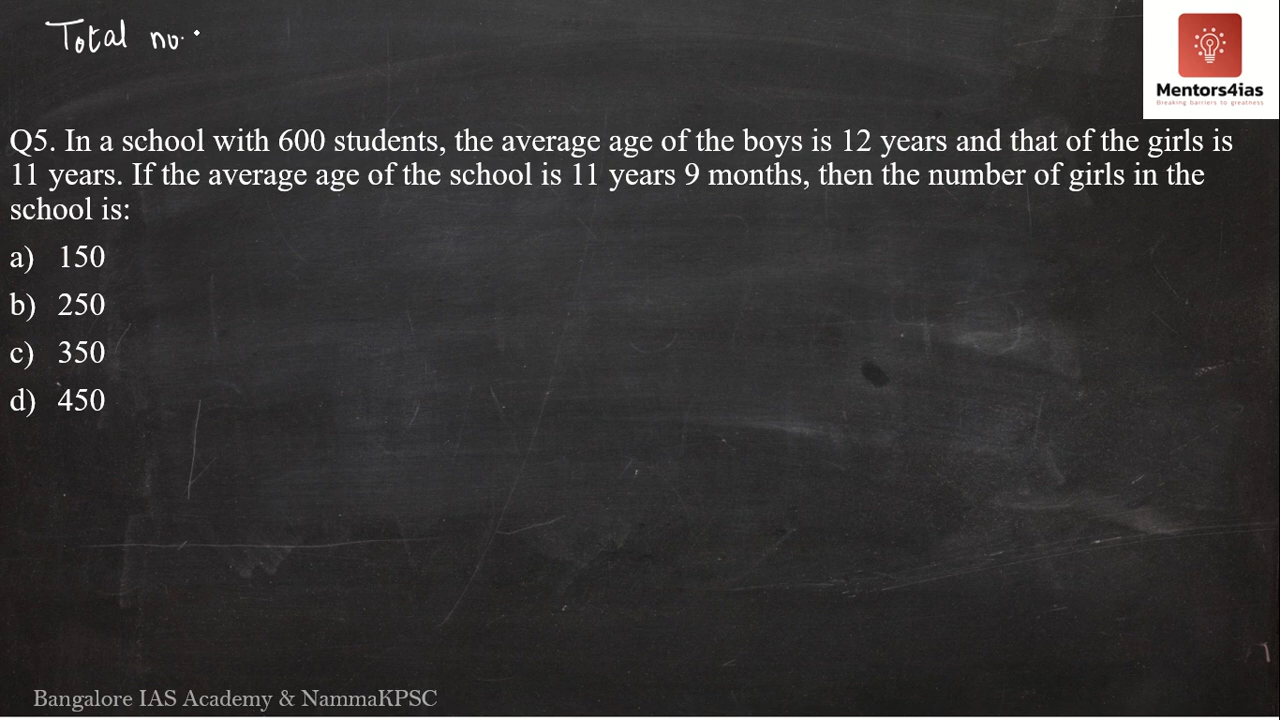 Total no.
Mentors4ias
Breaking barriers to greatness
Q5. In a school with 600 students, the average age of the boys is 12 years and that of the girls is
11 years. If the average age of the school is 11 years 9 months, then the number of girls in the
school is:
a) 150
b) 250
c) 350
d) 450
Bangalore IAS Academy & NammaKPSC